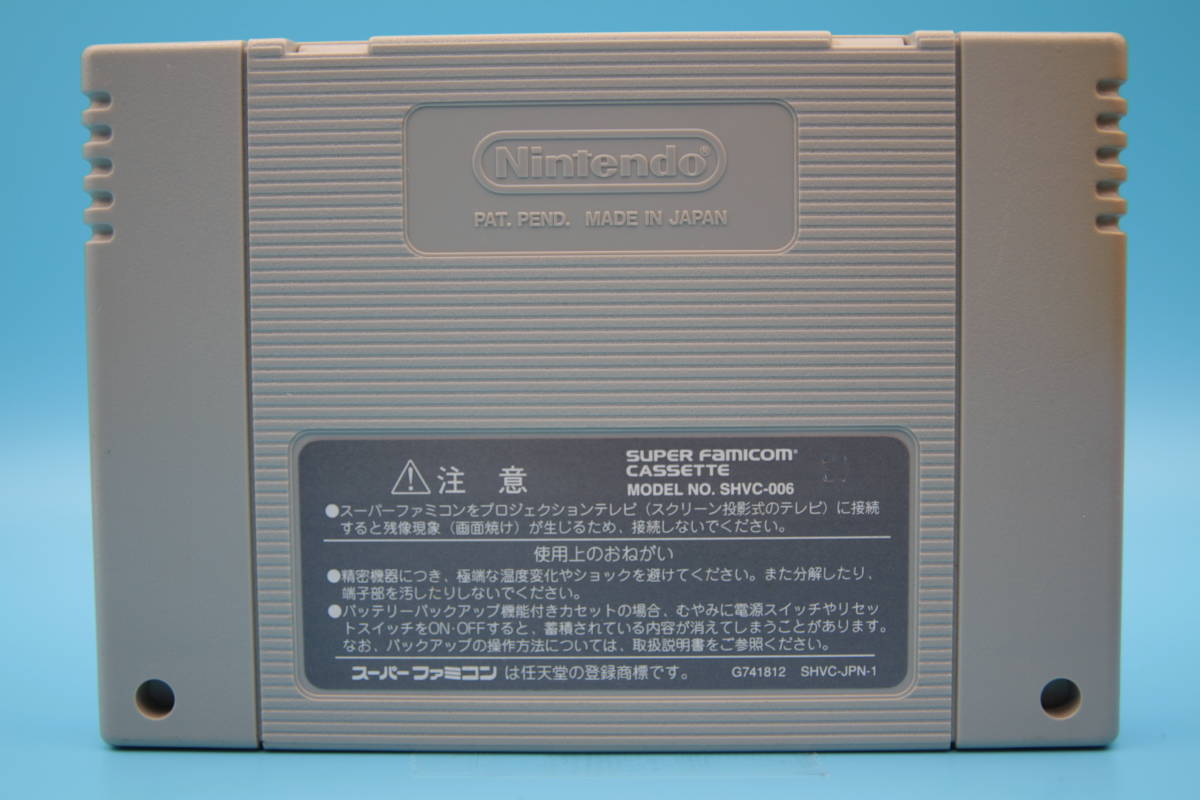 Nintendo®
PAT. PEND. MADE IN JAPAN
注意
SUPER FAMICOM
CASSETTE
MODEL NO. SHVC-006
●スーパーファミコンをプロジェクションテレビ（スクリーン投影式のテレビ）に接続
すると残像現象（画面焼け）が生じるため、接続しないでください。
使用上のおねがい
●精密機器につき、極端な温度変化やショックを避けてください。また分解したり、
端子部を汚したりしないでください。
●バッテリーバックアップ機能付きカセットの場合、むやみに電源スイッチやリセッ
トスイッチをON·OFFすると、蓄積されている内容が消えてしまうことがあります。
なお、バックアップの操作方法については、取扱説明書をご参照ください。
スーパーファミコンは任天堂の登録商標です。 G741812 SHVC-JPN-1